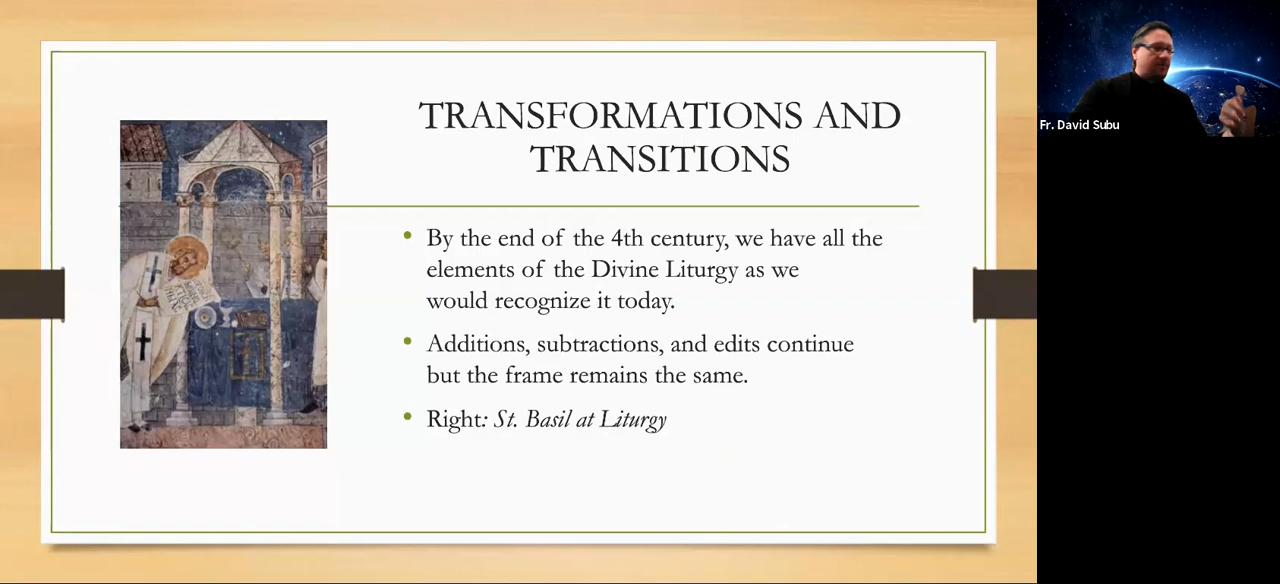 TRANSFORMATIONS AND
TRANSITIONS
• By the end of the 4th century, we have all the
elements of the Divine Liturgy as we
would recognize it today.
• Additions, subtractions, and edits continue
but the frame remains the same.
• Right: St. Basil at Liturgy
Fr. David Subu